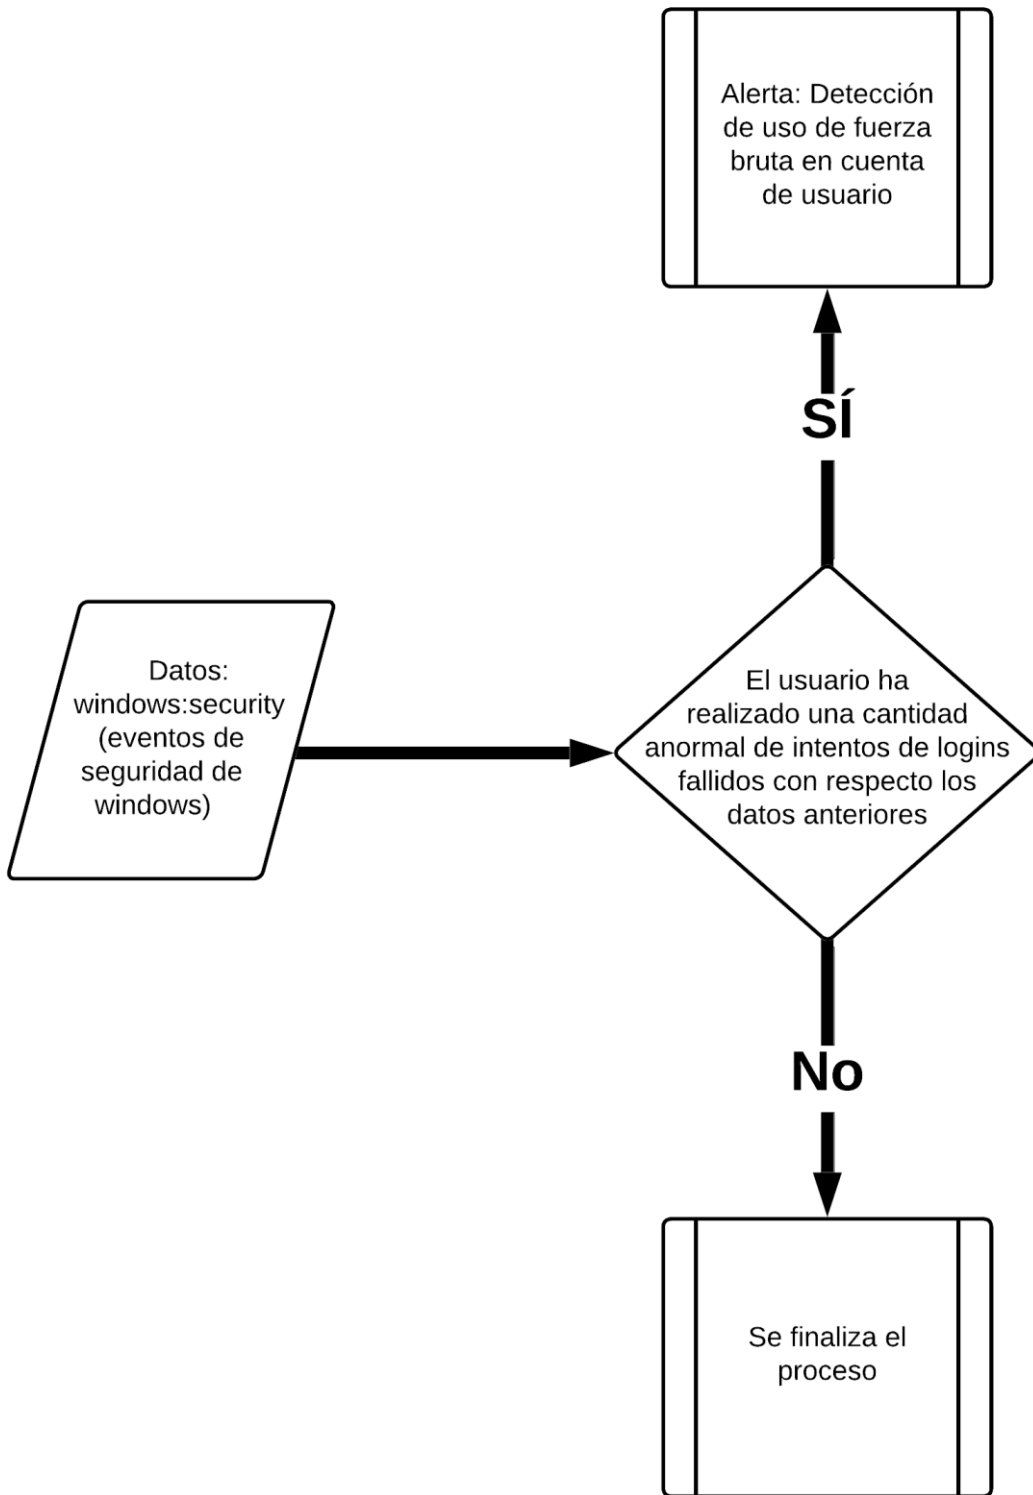 Alerta: Detección
de uso de fuerza
bruta en cuenta
de usuario
SÍ
Datos:
windows:security
(eventos de
seguridad de
windows)
El usuario ha
realizado una cantidad
anormal de intentos de logins
fallidos con respecto los
datos anteriores
No
Se finaliza el
proceso